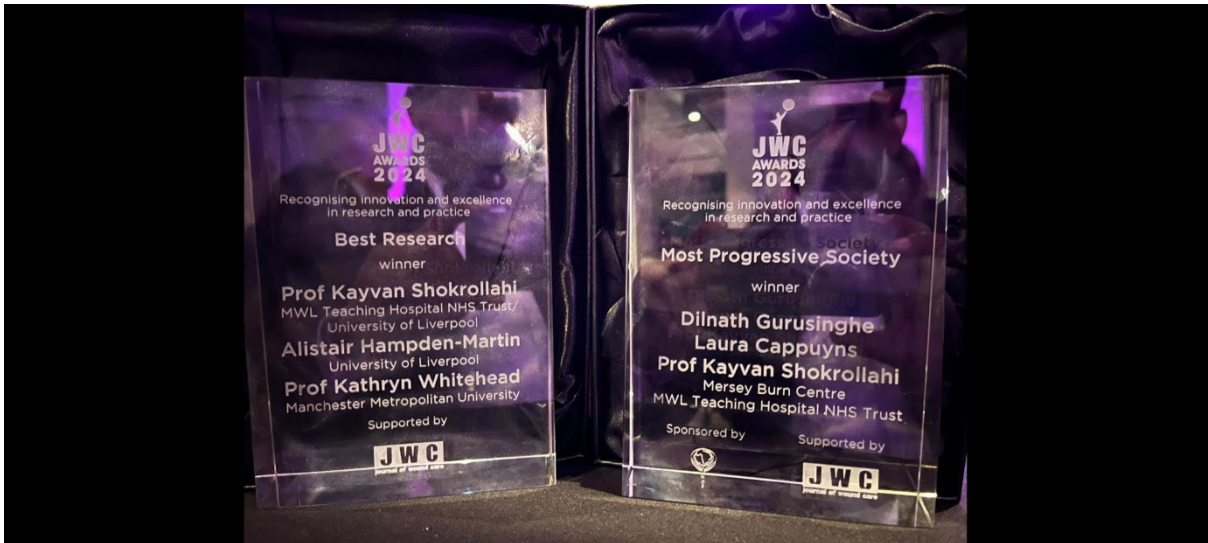 JWC
AWARDS
2024
Recognising innovation and excellence
in research and practice
Best Research
winner
Prof Kayvan Shokrollahi
MWL Teaching Hospital NHS Trust/
University of Liverpool
Alistair Hampden-Martin
University of Liverpool
Prof Kathryn Whitehead
Manchester Metropolitan University
Supported by
JWC
journal of wound care
JWC
AWARDS
2024
Recognising innovation and excellence
in research and practice
Most Progressive Society
winner
Dilnath Gurusinghe
Laura Cappuyns
Prof Kayvan Shokrollahi
Mersey Burn Centre
MWL Teaching Hospital NHS Trust
Sponsored by
Supported by
JWC
journal of wound care